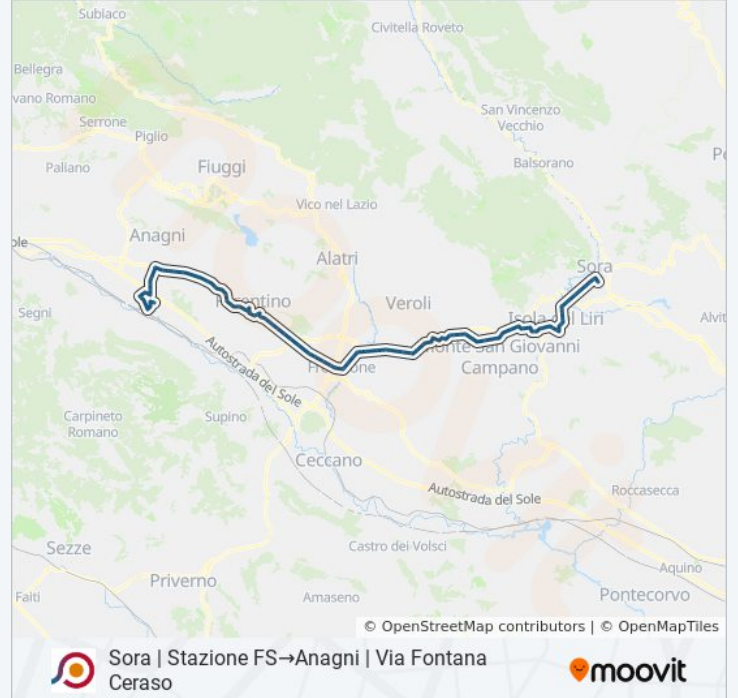 Subiaco
Civitella Roveto
Bellegra
vano Romano
San Vincenzo
Vecchio
Serrone
Piglio
Balsorano
Paliano
Fiuggi
Vico nel Lazio
Anagni
ole
Alatri
Sora
Veroli
Segni
Isola del Liri
Alvit
Monte San Giovanni
Campano
Autostrada del Sole
Carpineto
Romano
Supino
Ceccano
Autostrada del Sole
Roccasecca
Sezze
Castro dei Volsci
Aquino
Priverno
Faiti
Amaseno
Pontecorvo
© OpenStreetMap contributors | © OpenMapTiles
Sora | Stazione FS→Anagni | Via Fontana
Ceraso
moovit